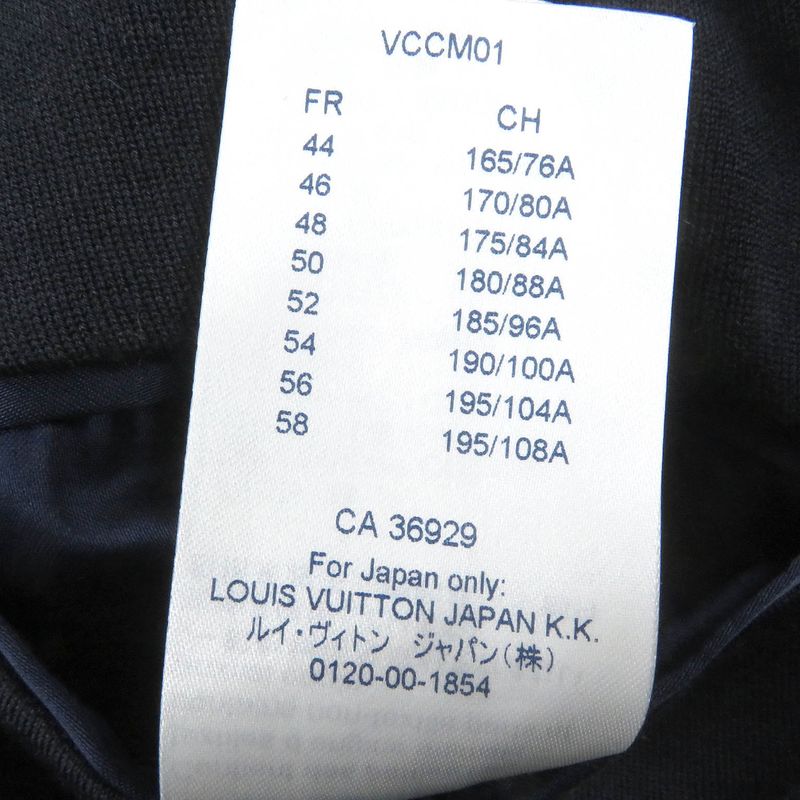 VCCM01
FR CH
44 165/76A
46 170/80A
48 175/84A
50 180/88A
52 185/96A
54 190/100A
56 195/104A
58 195/108A
CA 36929
For Japan only:
LOUIS VUITTON JAPAN K.K.
ルイ・ヴィトン ジャパン(株)
0120-00-1854